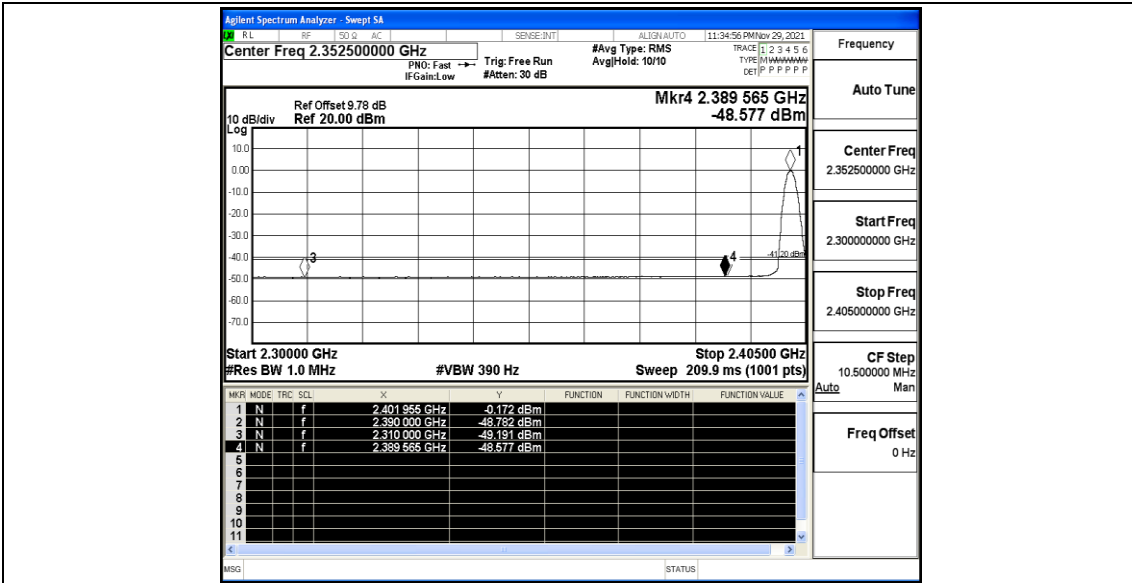 Agilent Spectrum Analyzer - Swept SA
RL RF 50 Ω AC SENSE:INT ALIGN AUTO 11:34:56 PM Nov 29, 2021
Center Freq 2.352500000 GHz
PNO: Fast
IFGain:Low
Trig: Free Run
#Atten: 30 dB
#Avg Type: RMS
Avg|Hold: 10/10
TRACE 1 2 3 4 5 6
TYPE M
DET P P P P P P
Ref Offset 9.78 dB
Ref 20.00 dBm
10 dB/div
Log
Mkr4 2.389 565 GHz
-48.577 dBm
10.0
0.00
-10.0
-20.0
-30.0
-40.0
-50.0
-60.0
-70.0
1
3
4
-41.20 dBm
Start 2.30000 GHz Stop 2.40500 GHz
#Res BW 1.0 MHz #VBW 390 Hz Sweep 209.9 ms (1001 pts)
MKR MODE TRC SCL X Y FUNCTION FUNCTION WIDTH FUNCTION VALUE
1 N f 2.401 955 GHz -0.172 dBm
2 N f 2.390 000 GHz -48.782 dBm
3 N f 2.310 000 GHz -49.191 dBm
4 N f 2.389 565 GHz -48.577 dBm
5
6
7
8
9
10
11
MSG STATUS
Frequency
Auto Tune
Center Freq
2.352500000 GHz
Start Freq
2.300000000 GHz
Stop Freq
2.405000000 GHz
CF Step
10.500000 MHz
Auto Man
Freq Offset
0 Hz